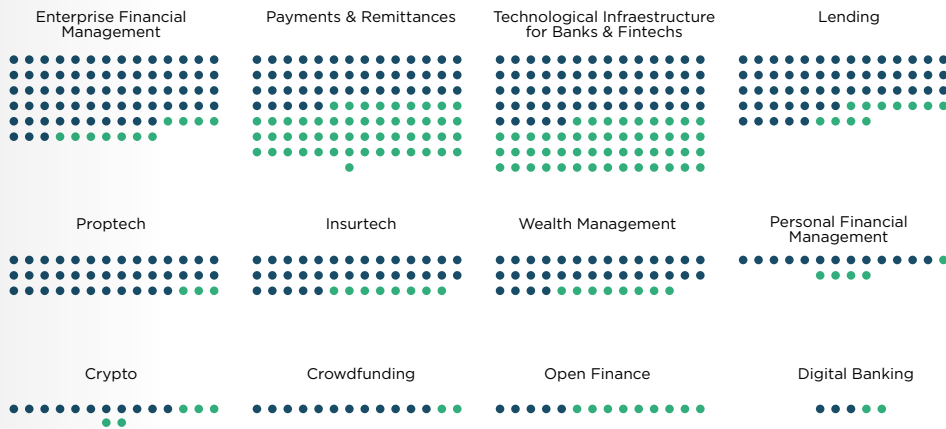 Enterprise Financial
Management
Payments & Remittances
Technological Infraestructure
for Banks & Fintechs
Lending
Proptech
Insurtech
Wealth Management
Personal Financial
Management
Crypto
Crowdfunding
Open Finance
Digital Banking